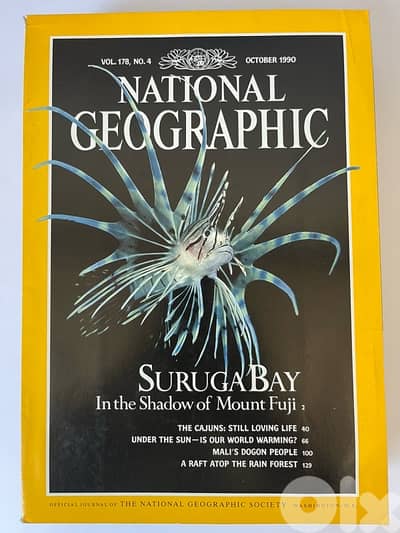 VOL. 178, NO. 4 OCTOBER 1990
NATIONAL
GEOGRAPHIC
SURUGA BAY
In the Shadow of Mount Fuji 2
THE CAJUNS: STILL LOVING LIFE 40
UNDER THE SUN—IS OUR WORLD WARMING? 66
MALI'S DOGON PEOPLE 100
A RAFT ATOP THE RAIN FOREST 129
OFFICIAL JOURNAL OF THE NATIONAL GEOGRAPHIC SOCIETY WASHINGTON, D.C.
olx